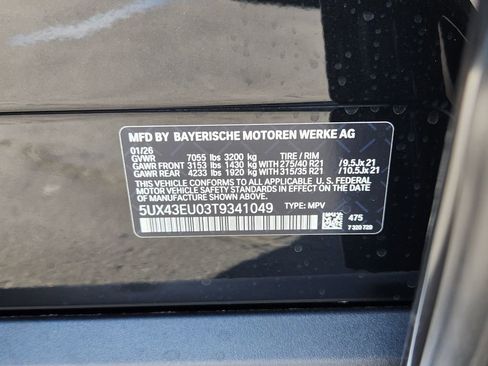 MFD BY BAYERISCHE MOTOREN WERKE AG
01/26
GVWR 7055 lbs 3200 kg TIRE / RIM
GAWR FRONT 3153 lbs 1430 kg WITH 275/40 R21 /9.5Jx21
GAWR REAR 4233 lbs 1920 kg WITH 315/35 R21 /10.5Jx21
THIS VEHICLE CONFORMS TO ALL APPLICABLE U.S. FEDERAL
MOTOR VEHICLE SAFETY STANDARDS IN EFFECT ON THE
DATE OF MANUFACTURE SHOWN ABOVE.
5UX43EU03T9341049 TYPE: MPV
475
7 320 729